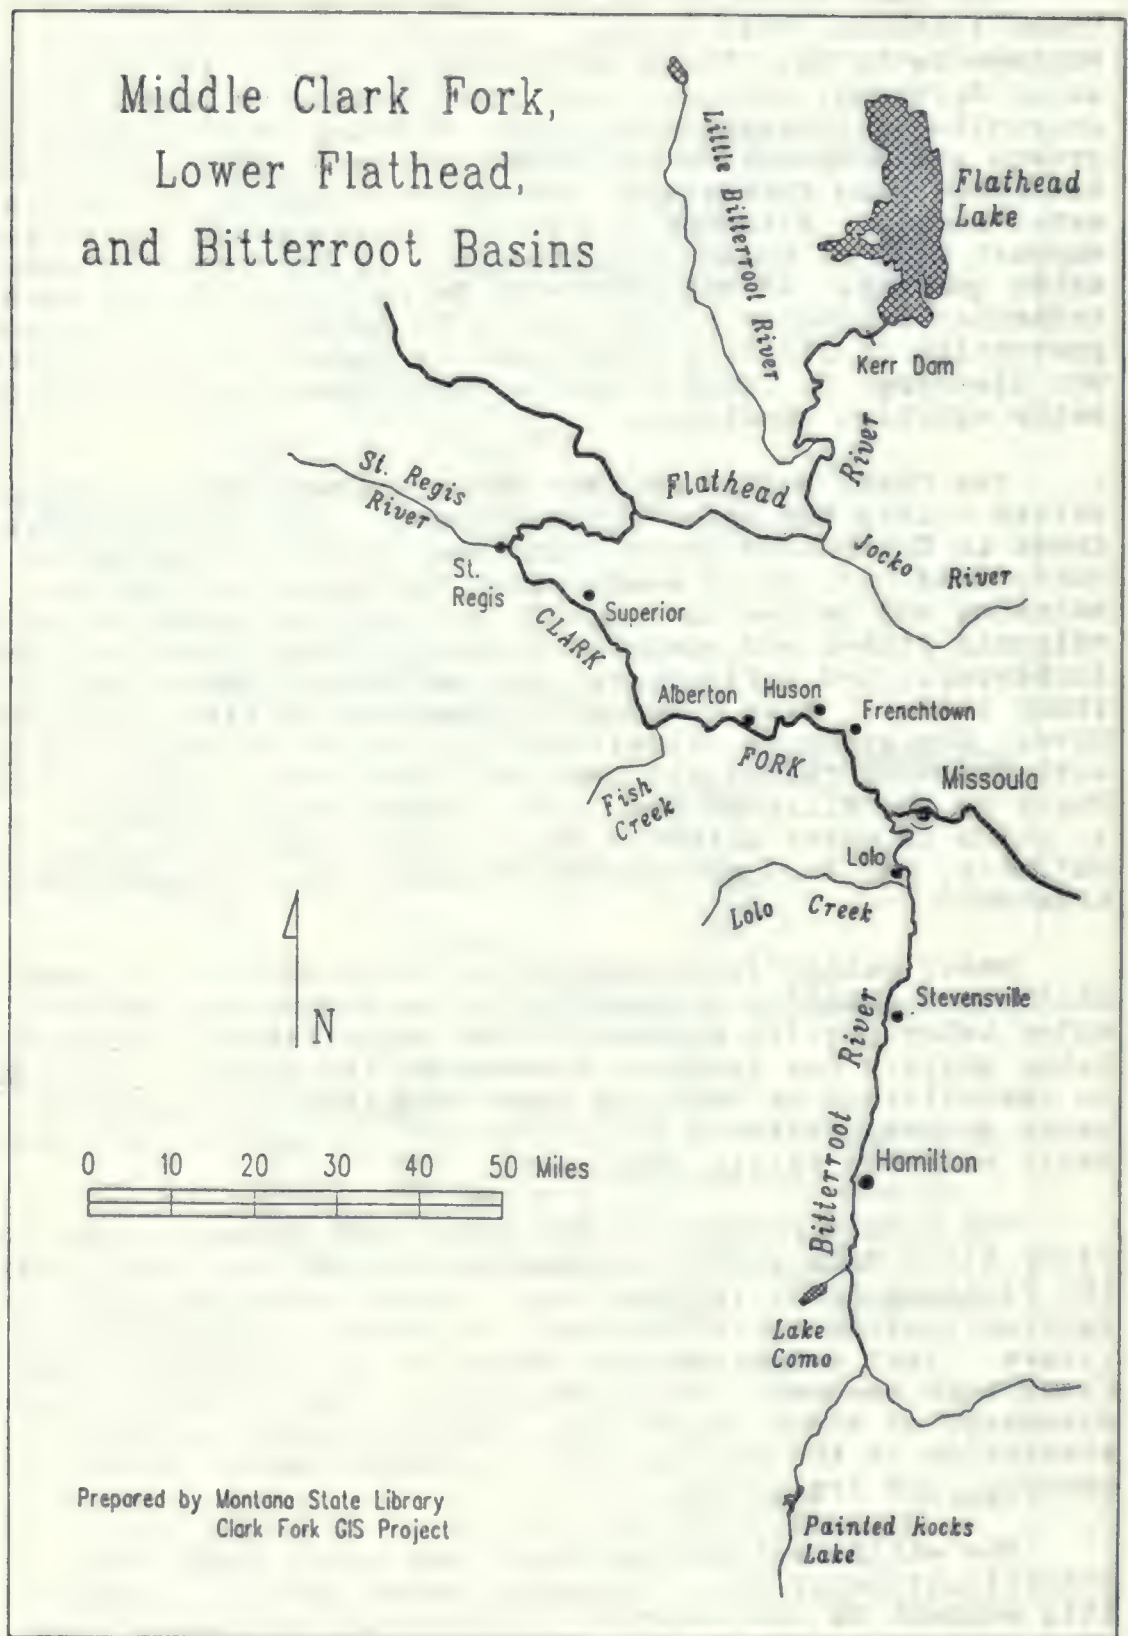 Middle Clark Fork,
Lower Flathead,
and Bitterroot Basins
Little Bitterroot River
Flathead
Lake
Kerr Dam
River
Flathead
St. Regis
River
Jocko River
St.
Regis
Superior
CLARK
Alberton
Huson
Frenchtown
FORK
Missoula
Fish
Creek
Lolo
Lolo Creek
N
Stevensville
River
Bitterroot
0 10 20 30 40 50 Miles
Hamilton
Lake
Como
Prepared by Montana State Library
Clark Fork GIS Project
Painted Rocks
Lake